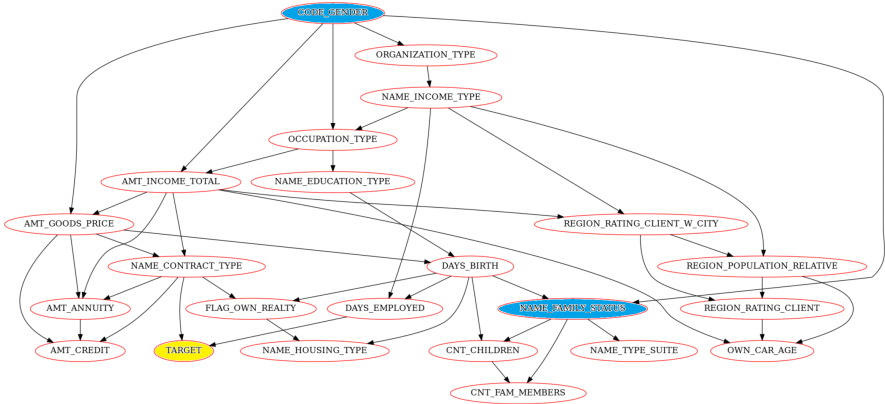 CODE_GENDER
ORGANIZATION_TYPE
NAME_INCOME_TYPE
OCCUPATION_TYPE
AMT_INCOME_TOTAL
NAME_EDUCATION_TYPE
AMT_GOODS_PRICE
REGION_RATING_CLIENT_W_CITY
NAME_CONTRACT_TYPE
DAYS_BIRTH
REGION_POPULATION_RELATIVE
AMT_ANNUITY
FLAG_OWN_REALTY
DAYS_EMPLOYED
NAME_FAMILY_STATUS
REGION_RATING_CLIENT
AMT_CREDIT
TARGET
NAME_HOUSING_TYPE
CNT_CHILDREN
NAME_TYPE_SUITE
OWN_CAR_AGE
CNT_FAM_MEMBERS